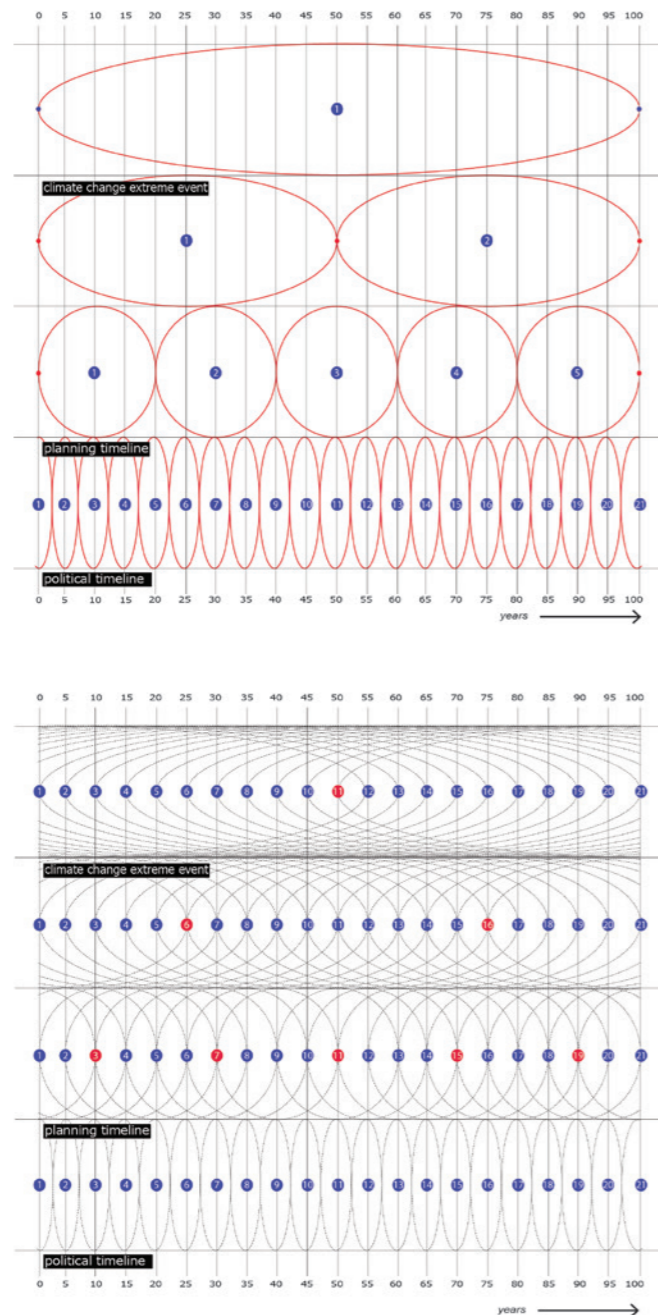 0 5 10 15 20 25 30 35 40 45 50 55 60 65 70 75 80 85 90 95 100
1
climate change extreme event
1 2
1 2 3 4 5
planning timeline
1 2 3 4 5 6 7 8 9 10 11 12 13 14 15 16 17 18 19 20 21
political timeline
0 5 10 15 20 25 30 35 40 45 50 55 60 65 70 75 80 85 90 95 100
years
0 5 10 15 20 25 30 35 40 45 50 55 60 65 70 75 80 85 90 95 100
1 2 3 4 5 6 7 8 9 10 11 12 13 14 15 16 17 18 19 20 21
climate change extreme event
1 2 3 4 5 6 7 8 9 10 11 12 13 14 15 16 17 18 19 20 21
1 2 3 4 5 6 7 8 9 10 11 12 13 14 15 16 17 18 19 20 21
planning timeline
1 2 3 4 5 6 7 8 9 10 11 12 13 14 15 16 17 18 19 20 21
political timeline
0 5 10 15 20 25 30 35 40 45 50 55 60 65 70 75 80 85 90 95 100
years